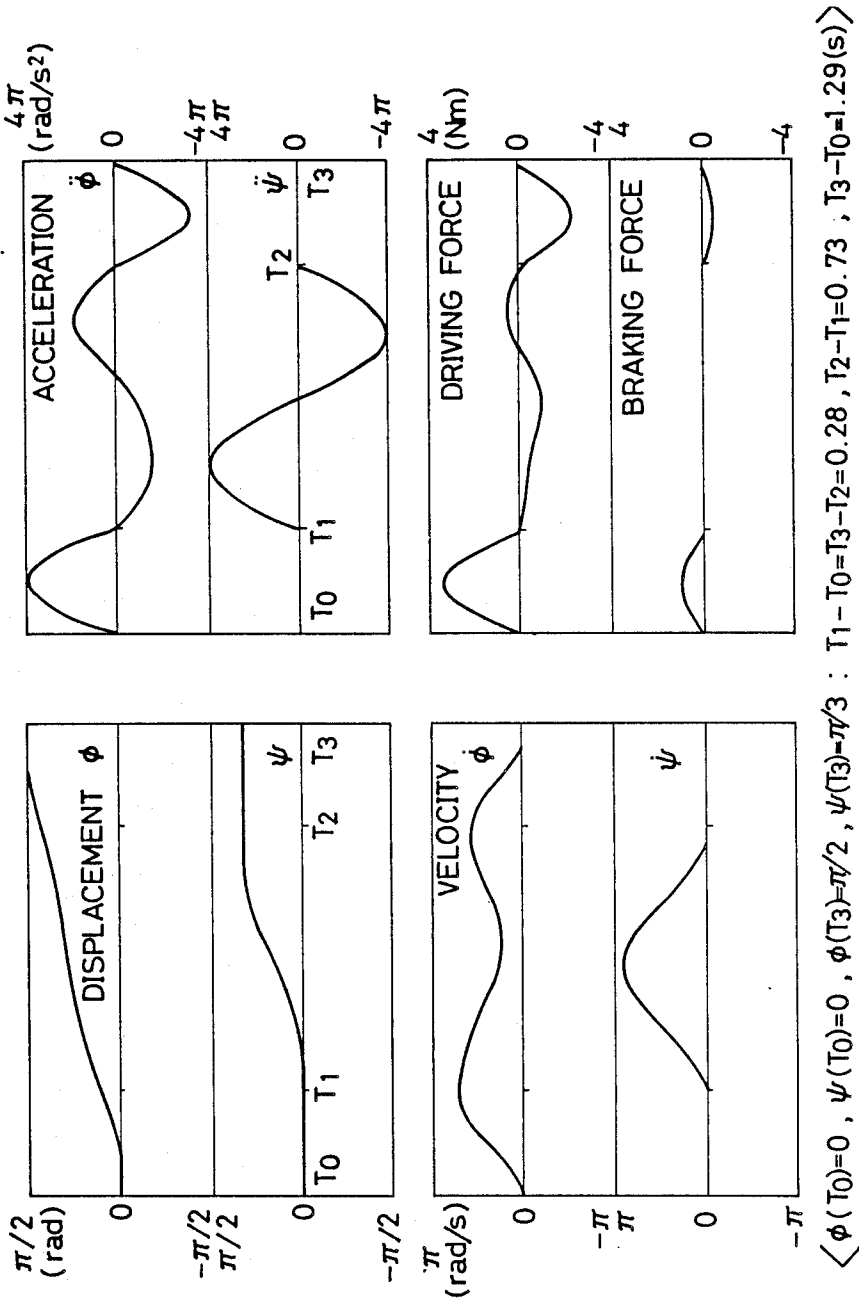 π/2
(rad)
0
-π/2
π/2
0
-π/2
DISPLACEMENT φ
ψ
T0 T1 T2 T3
4π
(rad/s²)
0
-4π
4π
0
-4π
ACCELERATION φ̈
ψ̈
T0 T1 T2 T3
π
(rad/s)
0
-π
π
0
-π
VELOCITY φ̇
ψ̇
4
(Nm)
0
-4
4
0
-4
DRIVING FORCE
BRAKING FORCE
⟨φ(T0)=0 , ψ(T0)=0 , φ(T3)=π/2 , ψ(T3)=π/3 : T1-T0=T3-T2=0.28 , T2-T1=0.73 , T3-T0=1.29(s)⟩